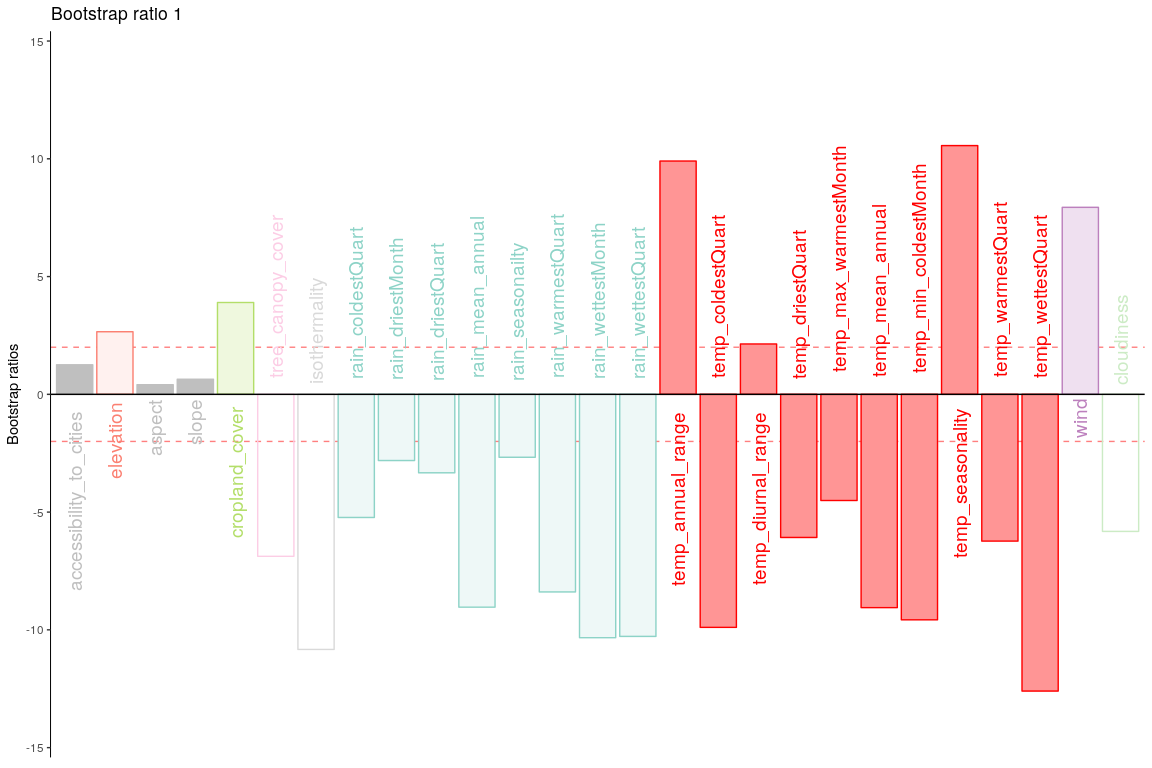 Bootstrap ratio 1
Bootstrap ratios
15
10
5
0
-5
-10
-15
accessibility_to_cities
elevation
aspect
slope
cropland_cover
tree_canopy_cover
isothermality
rain_coldestQuart
rain_driestMonth
rain_driestQuart
rain_mean_annual
rain_seasonailty
rain_warmestQuart
rain_wettestMonth
rain_wettestQuart
temp_annual_range
temp_coldestQuart
temp_diurnal_range
temp_driestQuart
temp_max_warmestMonth
temp_mean_annual
temp_min_coldestMonth
temp_seasonality
temp_warmestQuart
temp_wettestQuart
wind
cloudiness